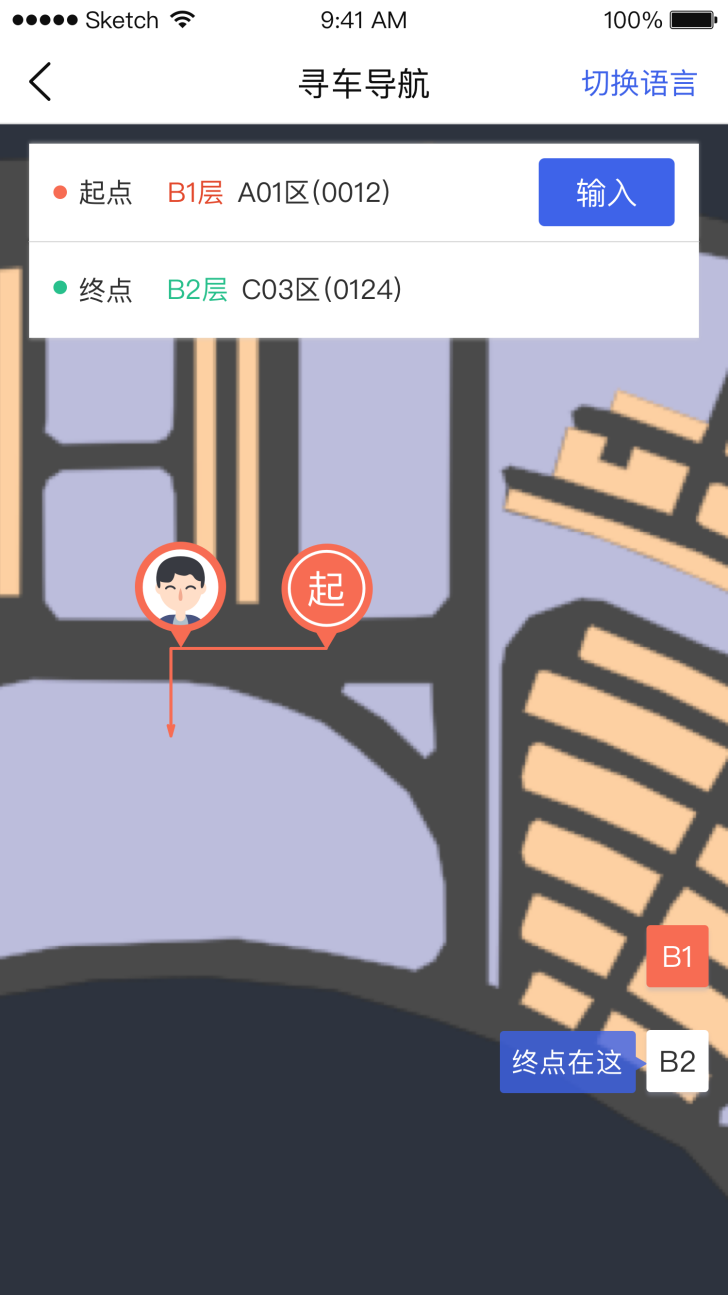 ●●●●● Sketch 9:41 AM 100%
寻车导航 切换语言
起点 B1层 A01区(0012) 输入
终点 B2层 C03区(0124)
起
B1
终点在这 B2